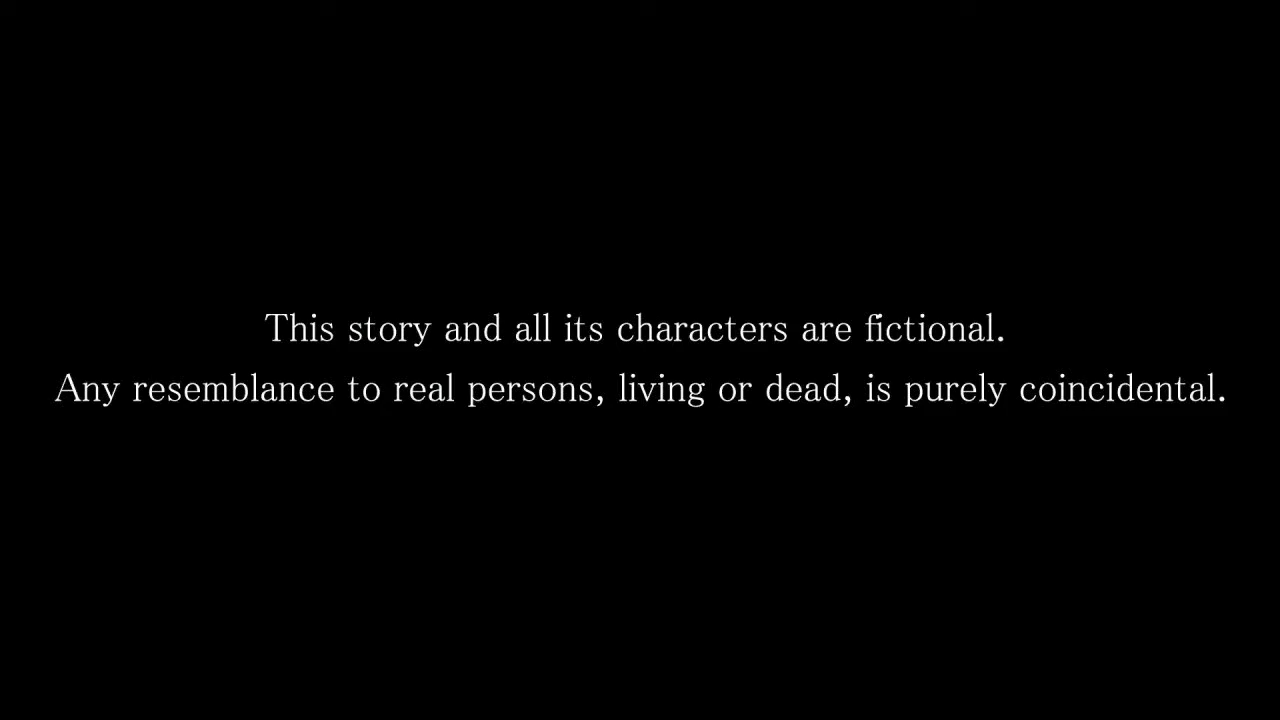 This story and all its characters are fictional.
Any resemblance to real persons, living or dead, is purely coincidental.